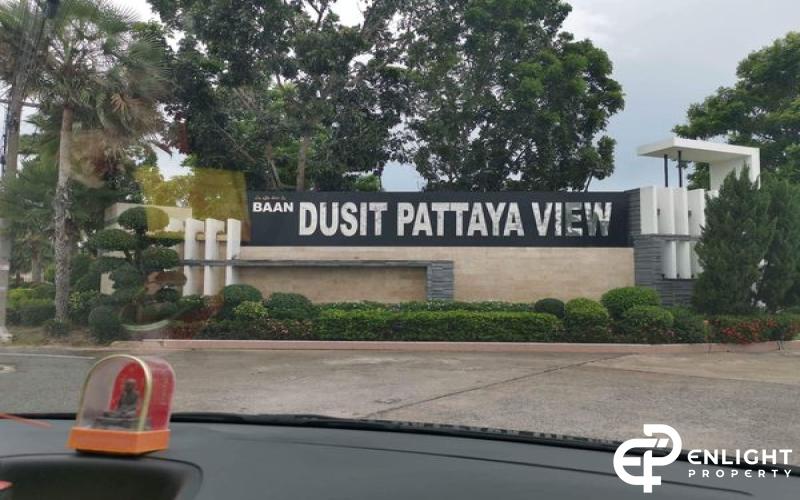 BAAN DUSIT PATTAYA VIEW
ENLIGHT
PROPERTY